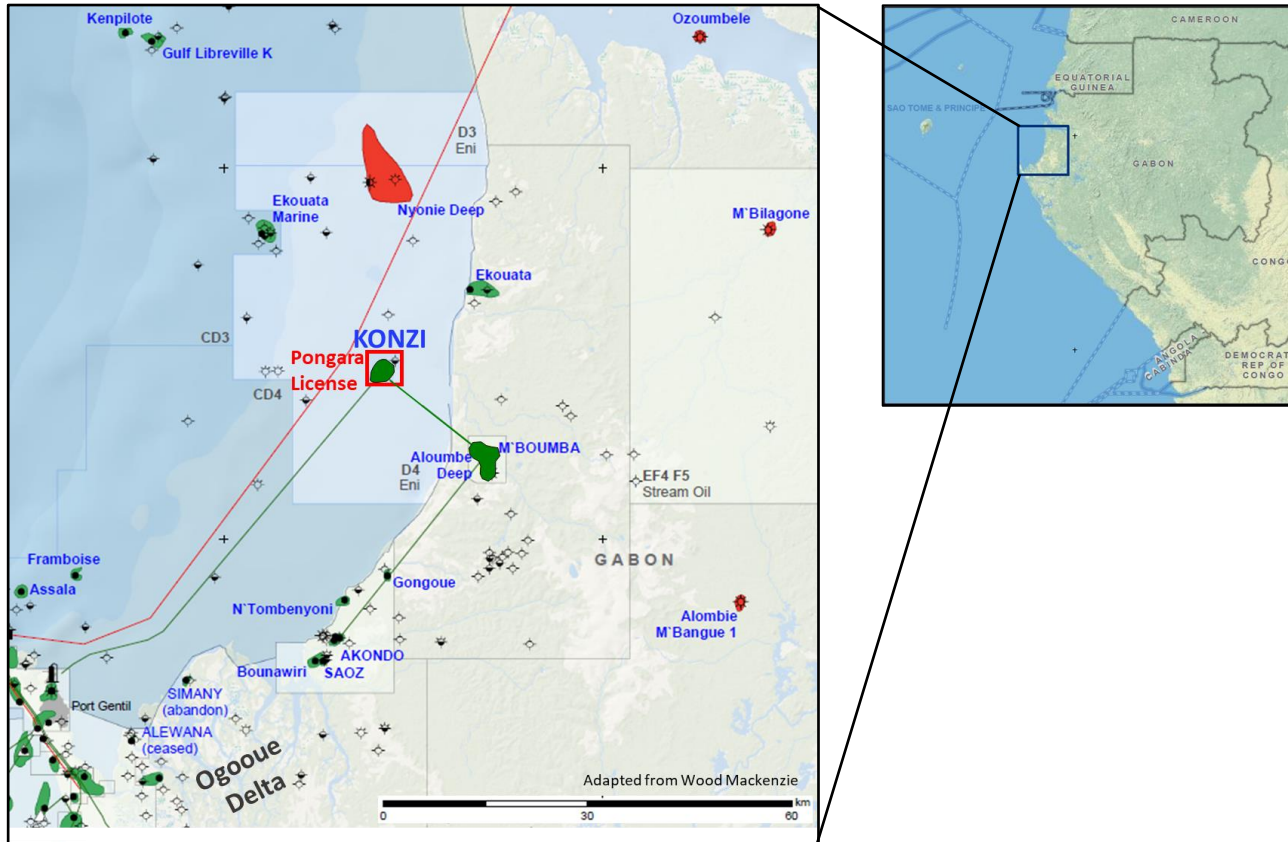 Kenpilote
Gulf Libreville K
Ozoumbele
D3
Eni
Nyonie Deep
Ekouata
Marine
M`Bilagone
Ekouata
CD3
KONZI
Pongara
License
CD4
M`BOUMBA
Aloumbe
Deep
D4
Eni
EF4 F5
Stream Oil
GABON
Framboise
Assala
Gongoue
N`Tombenyoni
Alombie
M`Bangue 1
AKONDO
Bounawiri
SAOZ
SIMANY
(abandon)
Port Gentil
ALEWANA
(ceased)
Ogooue
Delta
Adapted from Wood Mackenzie
km
0
30
60
CAMEROON
EQUATORIAL
GUINEA
SAO TOME & PRINCIPE
GABON
CONGO
ANGOLA
CABINDA
DEMOCRAT
REP OF
CONGO